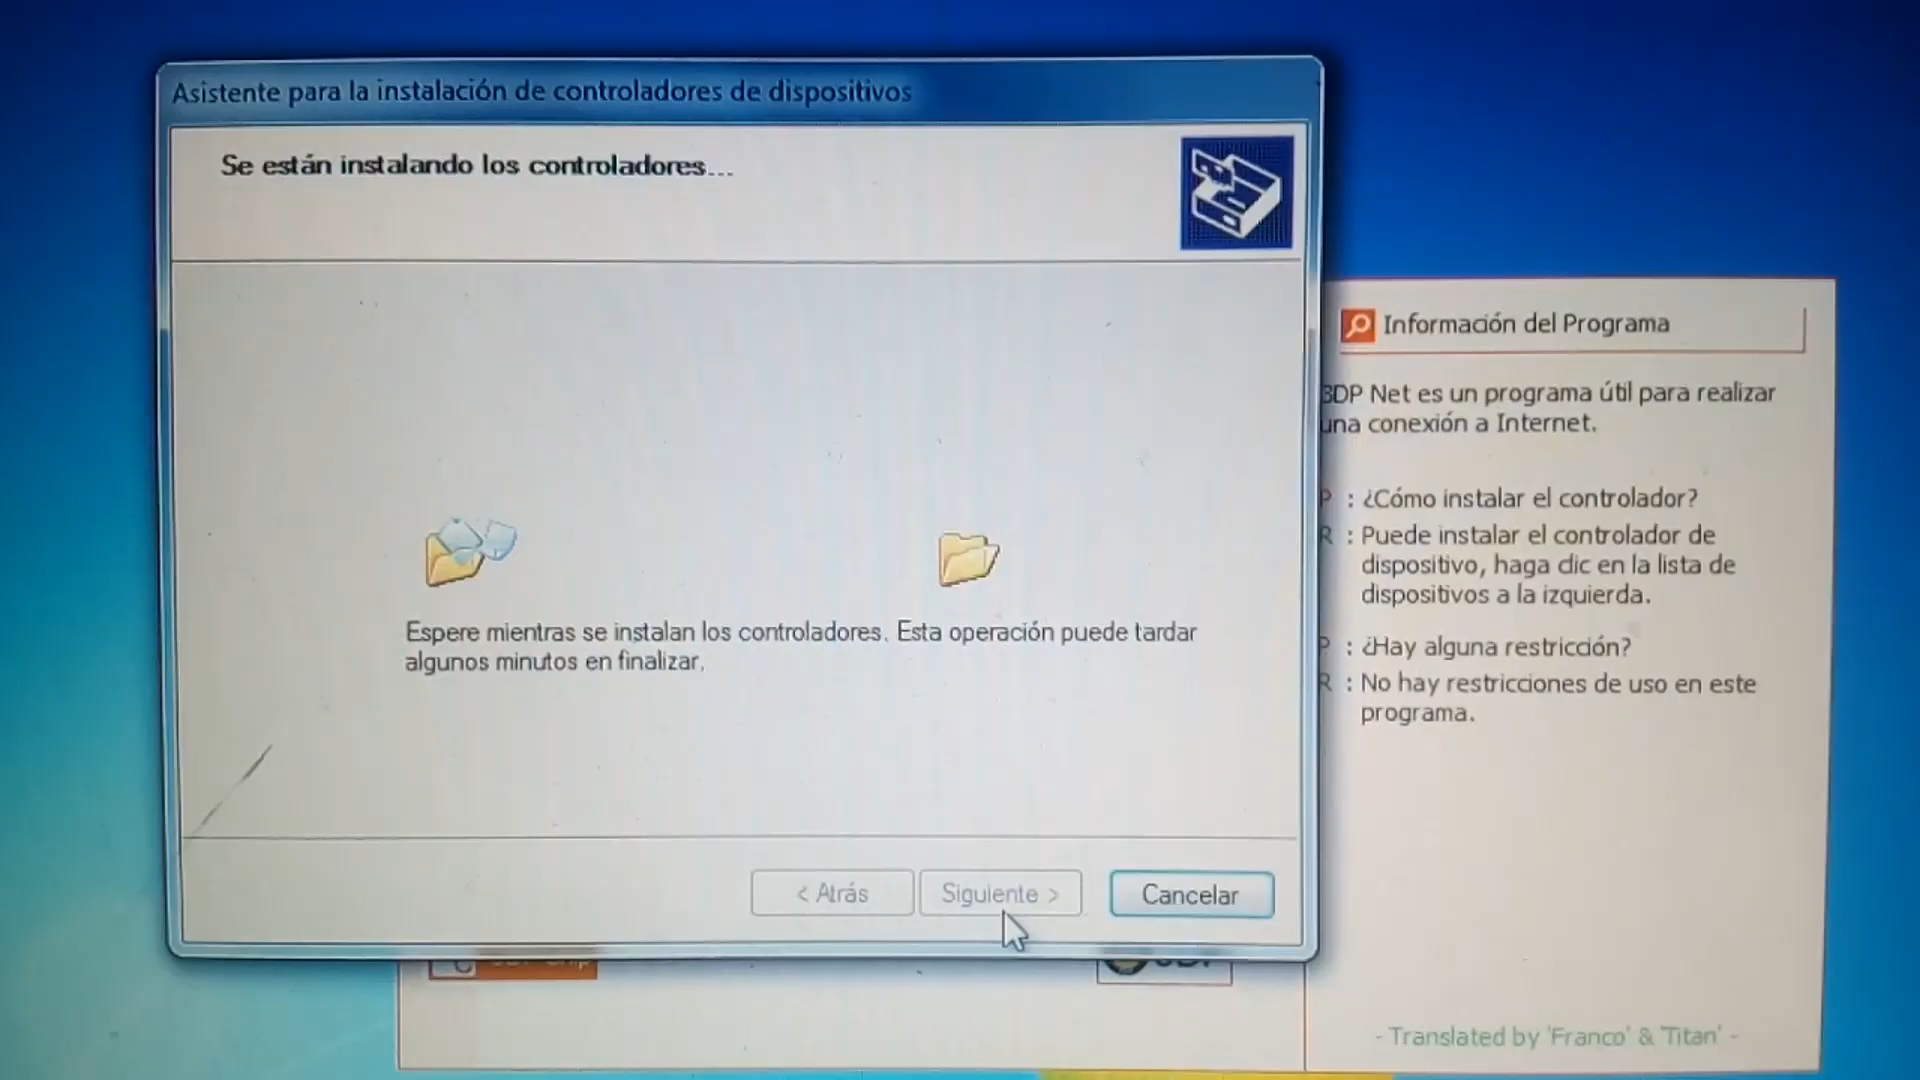 Asistente para la instalación de controladores de dispositivos
Se están instalando los controladores...
Espere mientras se instalan los controladores. Esta operación puede tardar
algunos minutos en finalizar.
< Atrás
Siguiente >
Cancelar
Información del Programa
3DP Net es un programa útil para realizar
una conexión a Internet.
P : ¿Cómo instalar el controlador?
R : Puede instalar el controlador de
dispositivo, haga clic en la lista de
dispositivos a la izquierda.
P : ¿Hay alguna restricción?
R : No hay restricciones de uso en este
programa.
- Translated by 'Franco' & 'Titan' -